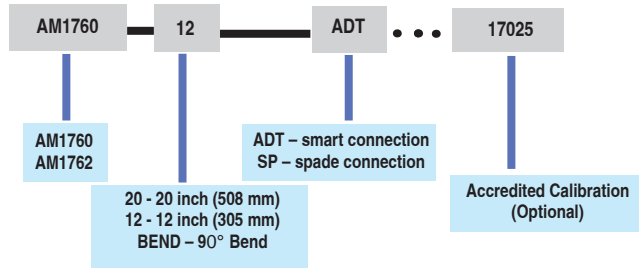 AM1760
12
ADT
17025
AM1760
AM1762
ADT – smart connection
SP – spade connection
20 - 20 inch (508 mm)
12 - 12 inch (305 mm)
BEND – 90° Bend
Accredited Calibration
(Optional)